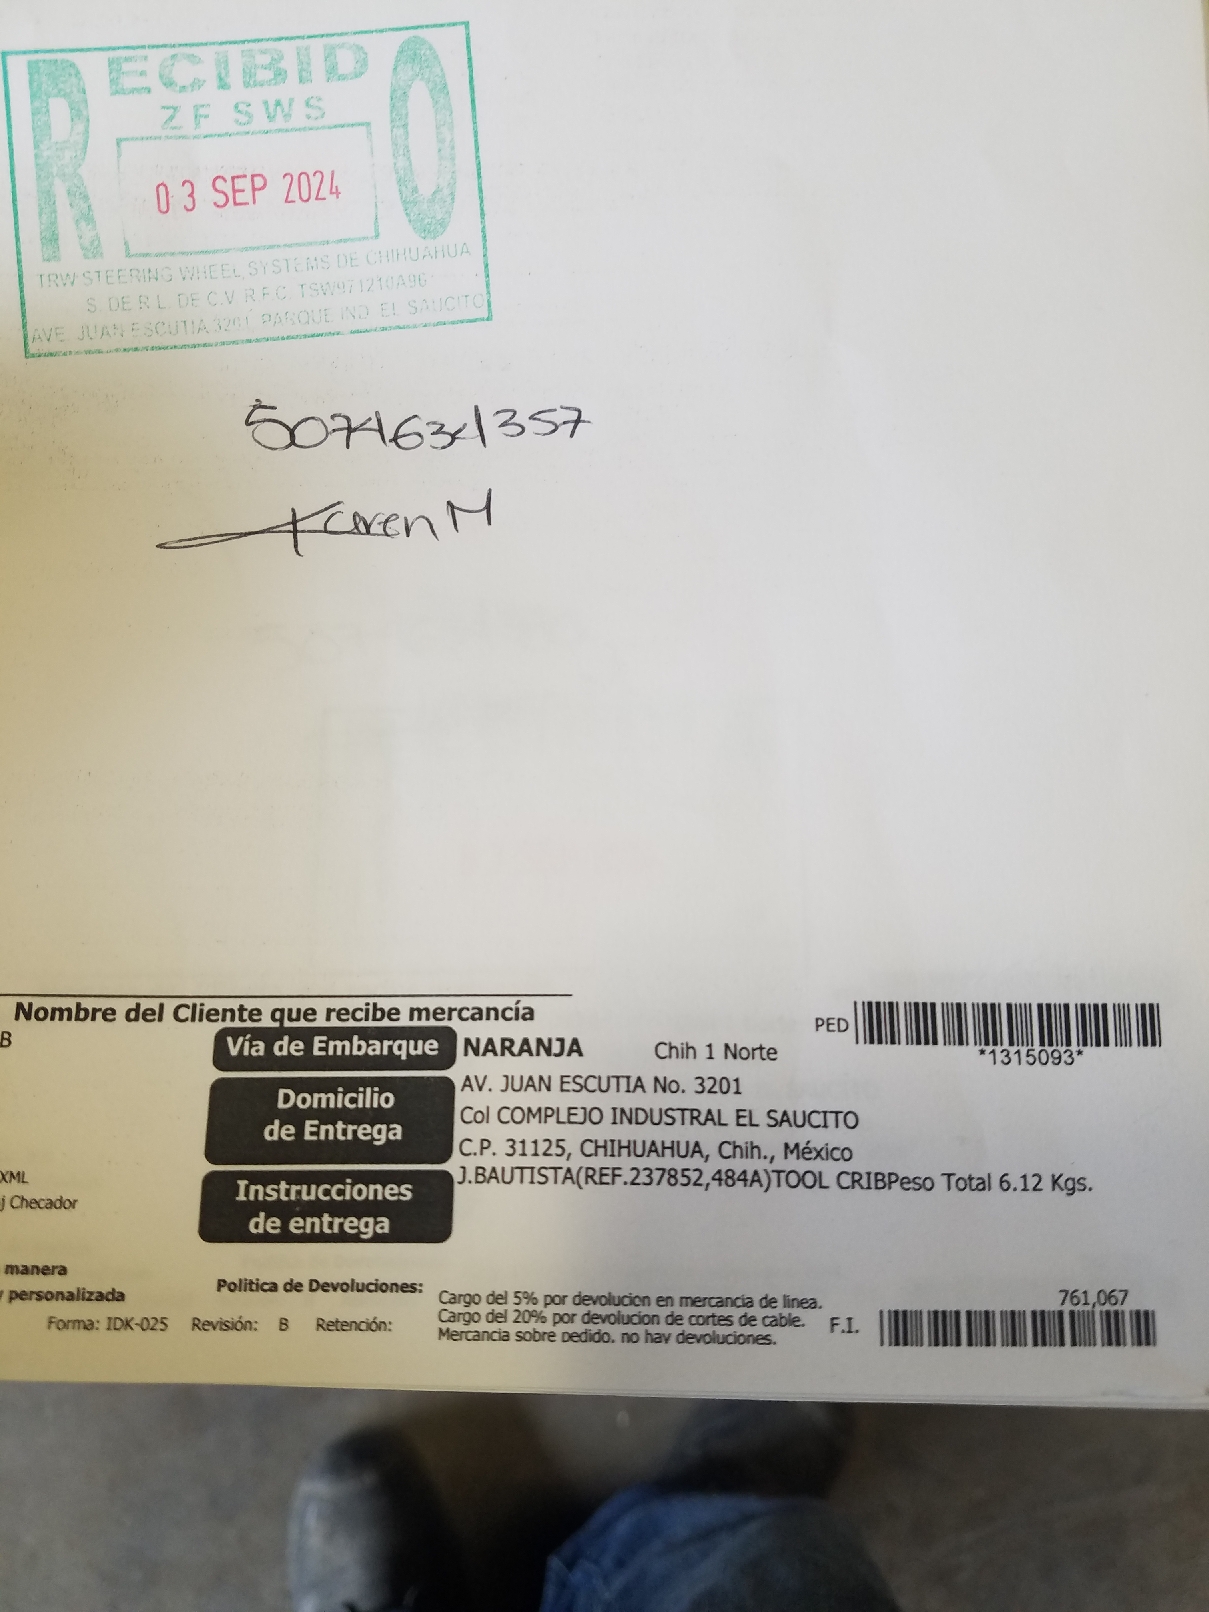 RECIBIDO
ZF SWS
03 SEP 2024
TRW STEERING WHEEL SYSTEMS DE CHIHUAHUA
S. DE R.L. DE C.V. R.F.C. TSW971210A96
AVE. JUAN ESCUTIA 3201, PARQUE IND. EL SAUCITO
5074634357
Karen M
Nombre del Cliente que recibe mercancía
B
Vía de Embarque NARANJA Chih 1 Norte
PED
*1315093*
Domicilio de Entrega
AV. JUAN ESCUTIA No. 3201
Col COMPLEJO INDUSTRAL EL SAUCITO
C.P. 31125, CHIHUAHUA, Chih., México
XML
j Checador
Instrucciones de entrega
J.BAUTISTA(REF.237852,484A)TOOL CRIBPeso Total 6.12 Kgs.
manera
y personalizada
Politica de Devoluciones:
Cargo del 5% por devolucion en mercancia de linea.
Cargo del 20% por devolucion de cortes de cable.
Mercancia sobre pedido, no hay devoluciones.
Forma: IDK-025 Revisión: B Retención:
761,067
F.I.